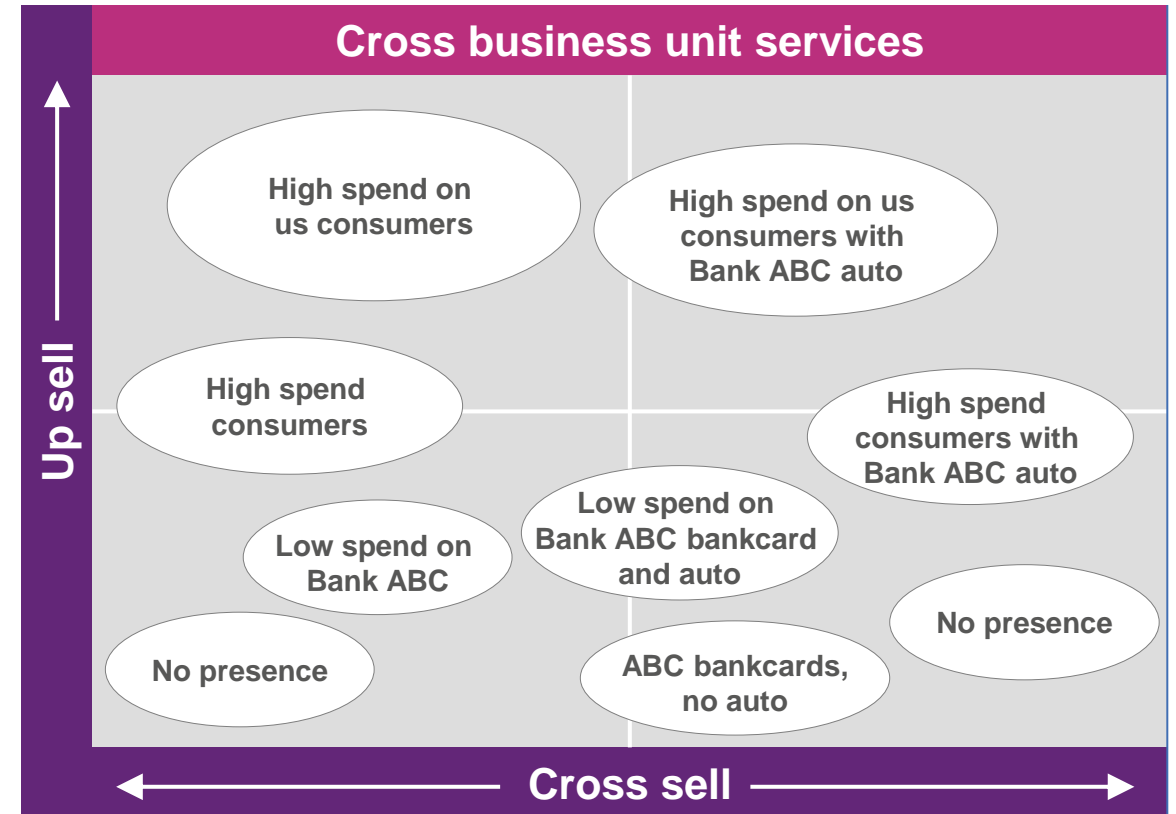 Cross business unit services
Up sell
High spend on
us consumers
High spend on us
consumers with
Bank ABC auto
High spend
consumers
High spend
consumers with
Bank ABC auto
Low spend on
Bank ABC
Low spend on
Bank ABC bankcard
and auto
No presence
ABC bankcards,
no auto
No presence
Cross sell